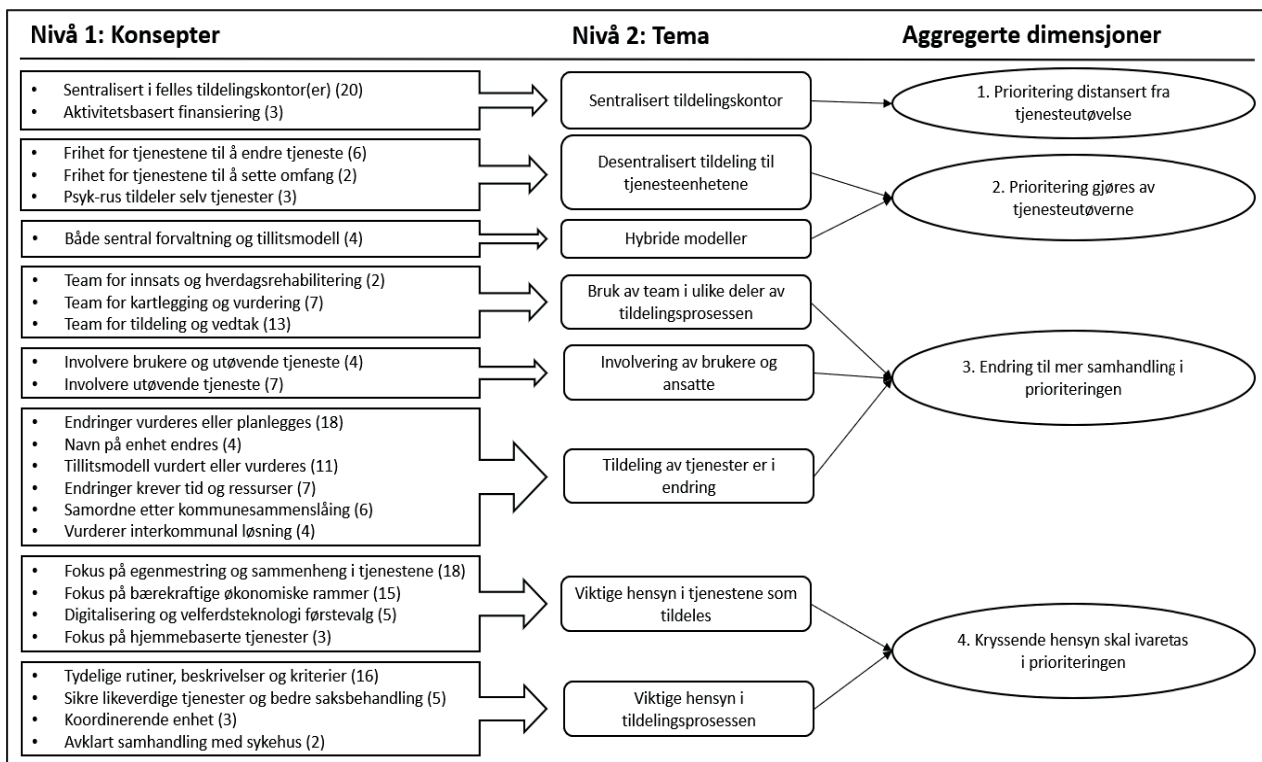 Nivå 1: Konsepter
Nivå 2: Tema
Aggregerte dimensjoner
• Sentralisert i felles tildelingskontor(er) (20)
• Aktivitetsbasert finansiering (3)
Sentralisert tildelingskontor
1. Prioritering distansert fra
tjenesteutøvelse
• Frihet for tjenestene til å endre tjeneste (6)
• Frihet for tjenestene til å sette omfang (2)
• Psyk-rus tildeler selv tjenester (3)
Desentralisert tildeling til
tjenesteenhetene
2. Prioritering gjøres av
tjenesteutøverne
• Både sentral forvaltning og tillitsmodell (4)
Hybride modeller
• Team for innsats og hverdagsrehabilitering (2)
• Team for kartlegging og vurdering (7)
• Team for tildeling og vedtak (13)
Bruk av team i ulike deler av
tildelingsprosessen
• Involvere brukere og utøvende tjeneste (4)
• Involvere utøvende tjeneste (7)
Involvering av brukere og
ansatte
3. Endring til mer samhandling i
prioriteringen
• Endringer vurderes eller planlegges (18)
• Navn på enhet endres (4)
• Tillitsmodell vurdert eller vurderes (11)
• Endringer krever tid og ressurser (7)
• Samordne etter kommunesammenslåing (6)
• Vurderer interkommunal løsning (4)
Tildeling av tjenester er i
endring
• Fokus på egenmestring og sammenheng i tjenestene (18)
• Fokus på bærekraftige økonomiske rammer (15)
• Digitalisering og velferdsteknologi førstevalg (5)
• Fokus på hjemmebaserte tjenester (3)
Viktige hensyn i tjenestene som
tildeles
4. Kryssende hensyn skal ivaretas
i prioriteringen
• Tydelige rutiner, beskrivelser og kriterier (16)
• Sikre likeverdige tjenester og bedre saksbehandling (5)
• Koordinerende enhet (3)
• Avklart samhandling med sykehus (2)
Viktige hensyn i
tildelingsprosessen